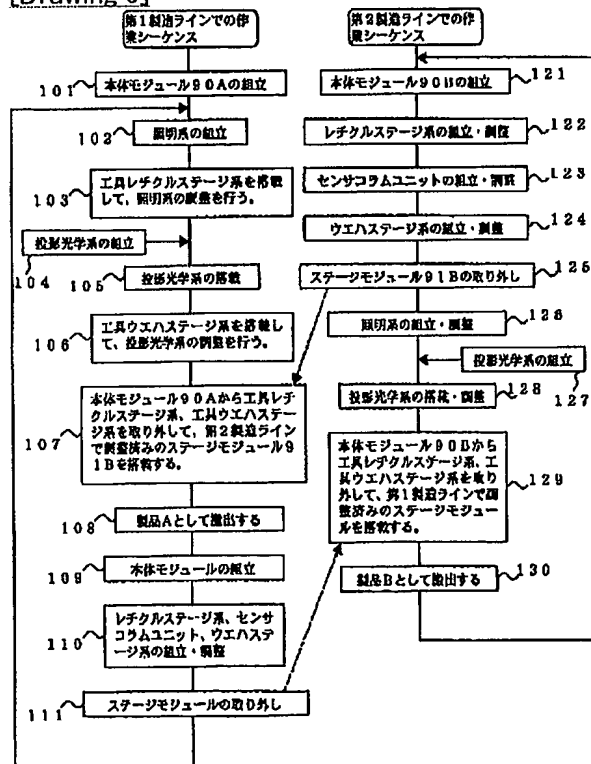 [Drawing 6]
第1製造ラインでの作
業シーケンス
101
本体モジュール90Aの組立
102
照明系の組立
103
工具レチクルステージ系を搭載
して、照明系の調整を行う。
投影光学系の組立
104
105
投影光学系の搭載
106
工具ウエハステージ系を搭載し
て、投影光学系の調整を行う。
107
本体モジュール90Aから工具レチ
クルステージ系、工具ウエハステー
ジ系を取り外して、第2製造ライン
で調整済みのステージモジュール9
1Bを搭載する。
108
製品Aとして搬出する
109
本体モジュールの組立
110
レチクルステージ系、センサ
コラムユニット、ウエハステ
ージ系の組立・調整
111
ステージモジュールの取り外し
第2製造ラインでの作
業シーケンス
本体モジュール90Bの組立
121
レチクルステージ系の組立・調整
122
センサコラムユニットの組立・調整
123
ウエハステージ系の組立・調整
124
ステージモジュール91Bの取り外し
125
照明系の組立・調整
126
投影光学系の組立
127
投影光学系の搭載・調整
128
本体モジュール90Bから
工具レチクルステージ系、工
具ウエハステージ系を取り
外して、第1製造ラインで調
整済みのステージモジュー
ルを搭載する。
129
製品Bとして搬出する
130